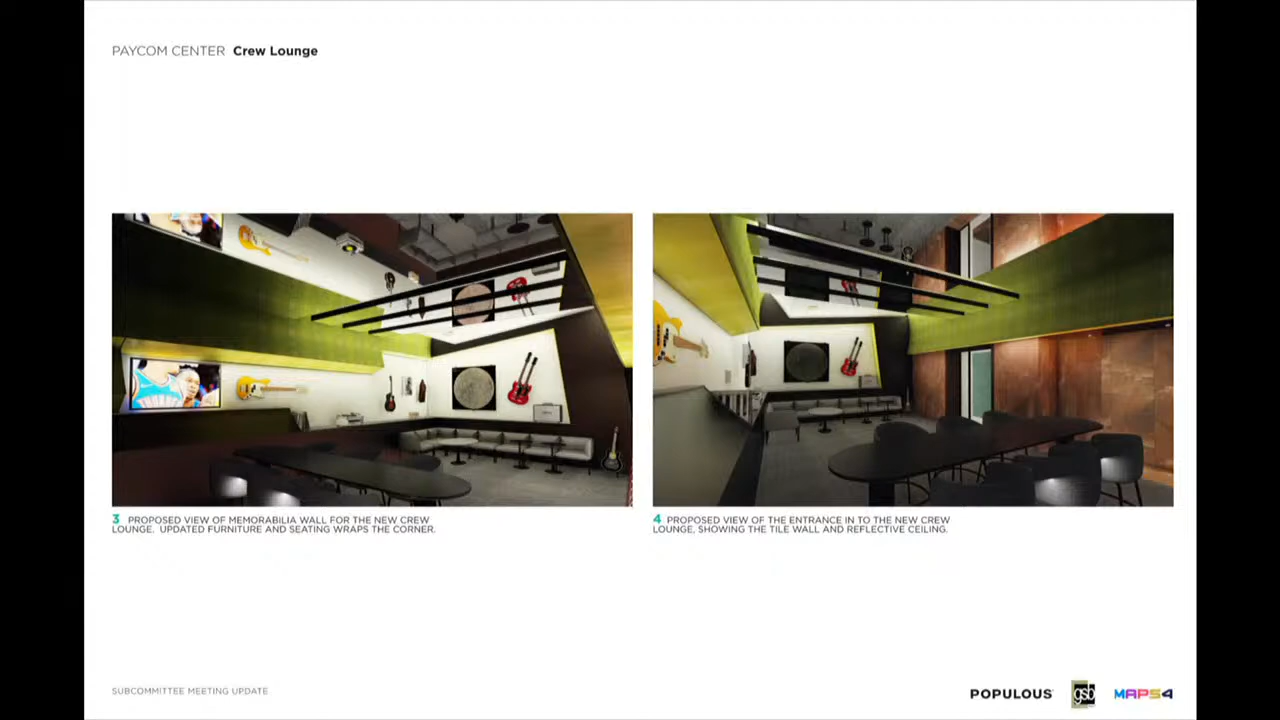 PAYCOM CENTER Crew Lounge
3 PROPOSED VIEW OF MEMORABILIA WALL FOR THE NEW CREW
LOUNGE. UPDATED FURNITURE AND SEATING WRAPS THE CORNER.
4 PROPOSED VIEW OF THE ENTRANCE IN TO THE NEW CREW
LOUNGE, SHOWING THE TILE WALL AND REFLECTIVE CEILING.
SUBCOMMITTEE MEETING UPDATE
POPULOUS gsb MAPS4